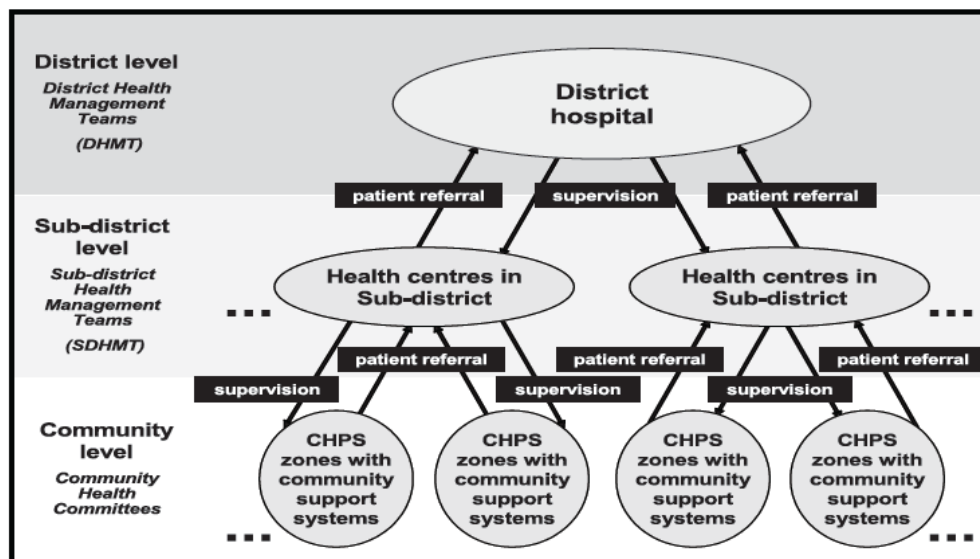 District level
District Health
Management
Teams
(DHMT)
District
hospital
patient referral
supervision
patient referral
Sub-district
level
Sub-district
Health
Management
Teams
(SDHMT)
...
Health centres in
Sub-district
Health centres in
Sub-district
...
patient referral
patient referral
patient referral
supervision
supervision
supervision
Community
level
Community
Health
Committees
...
CHPS
zones with
community
support
systems
CHPS
zones with
community
support
systems
CHPS
zones with
community
support
systems
CHPS
zones with
community
support
systems
...